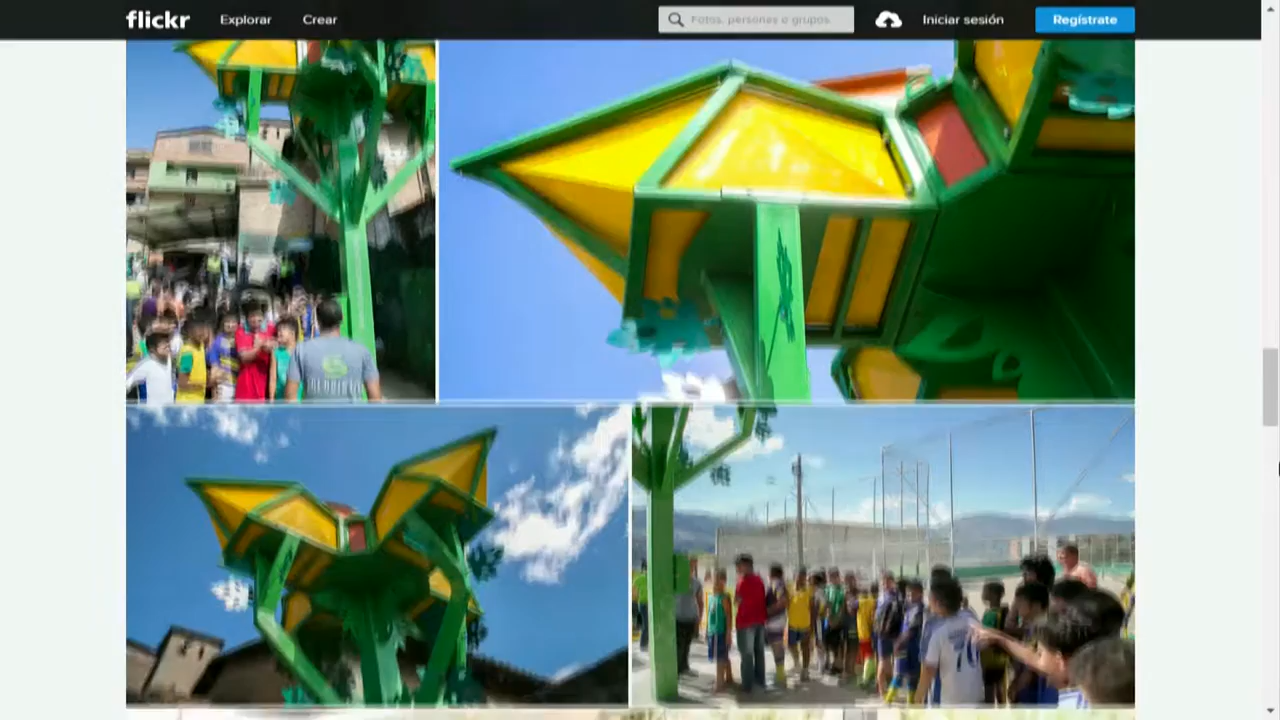 flickr
Explorar
Crear
Fotos, personas o grupos
Iniciar sesión
Regístrate